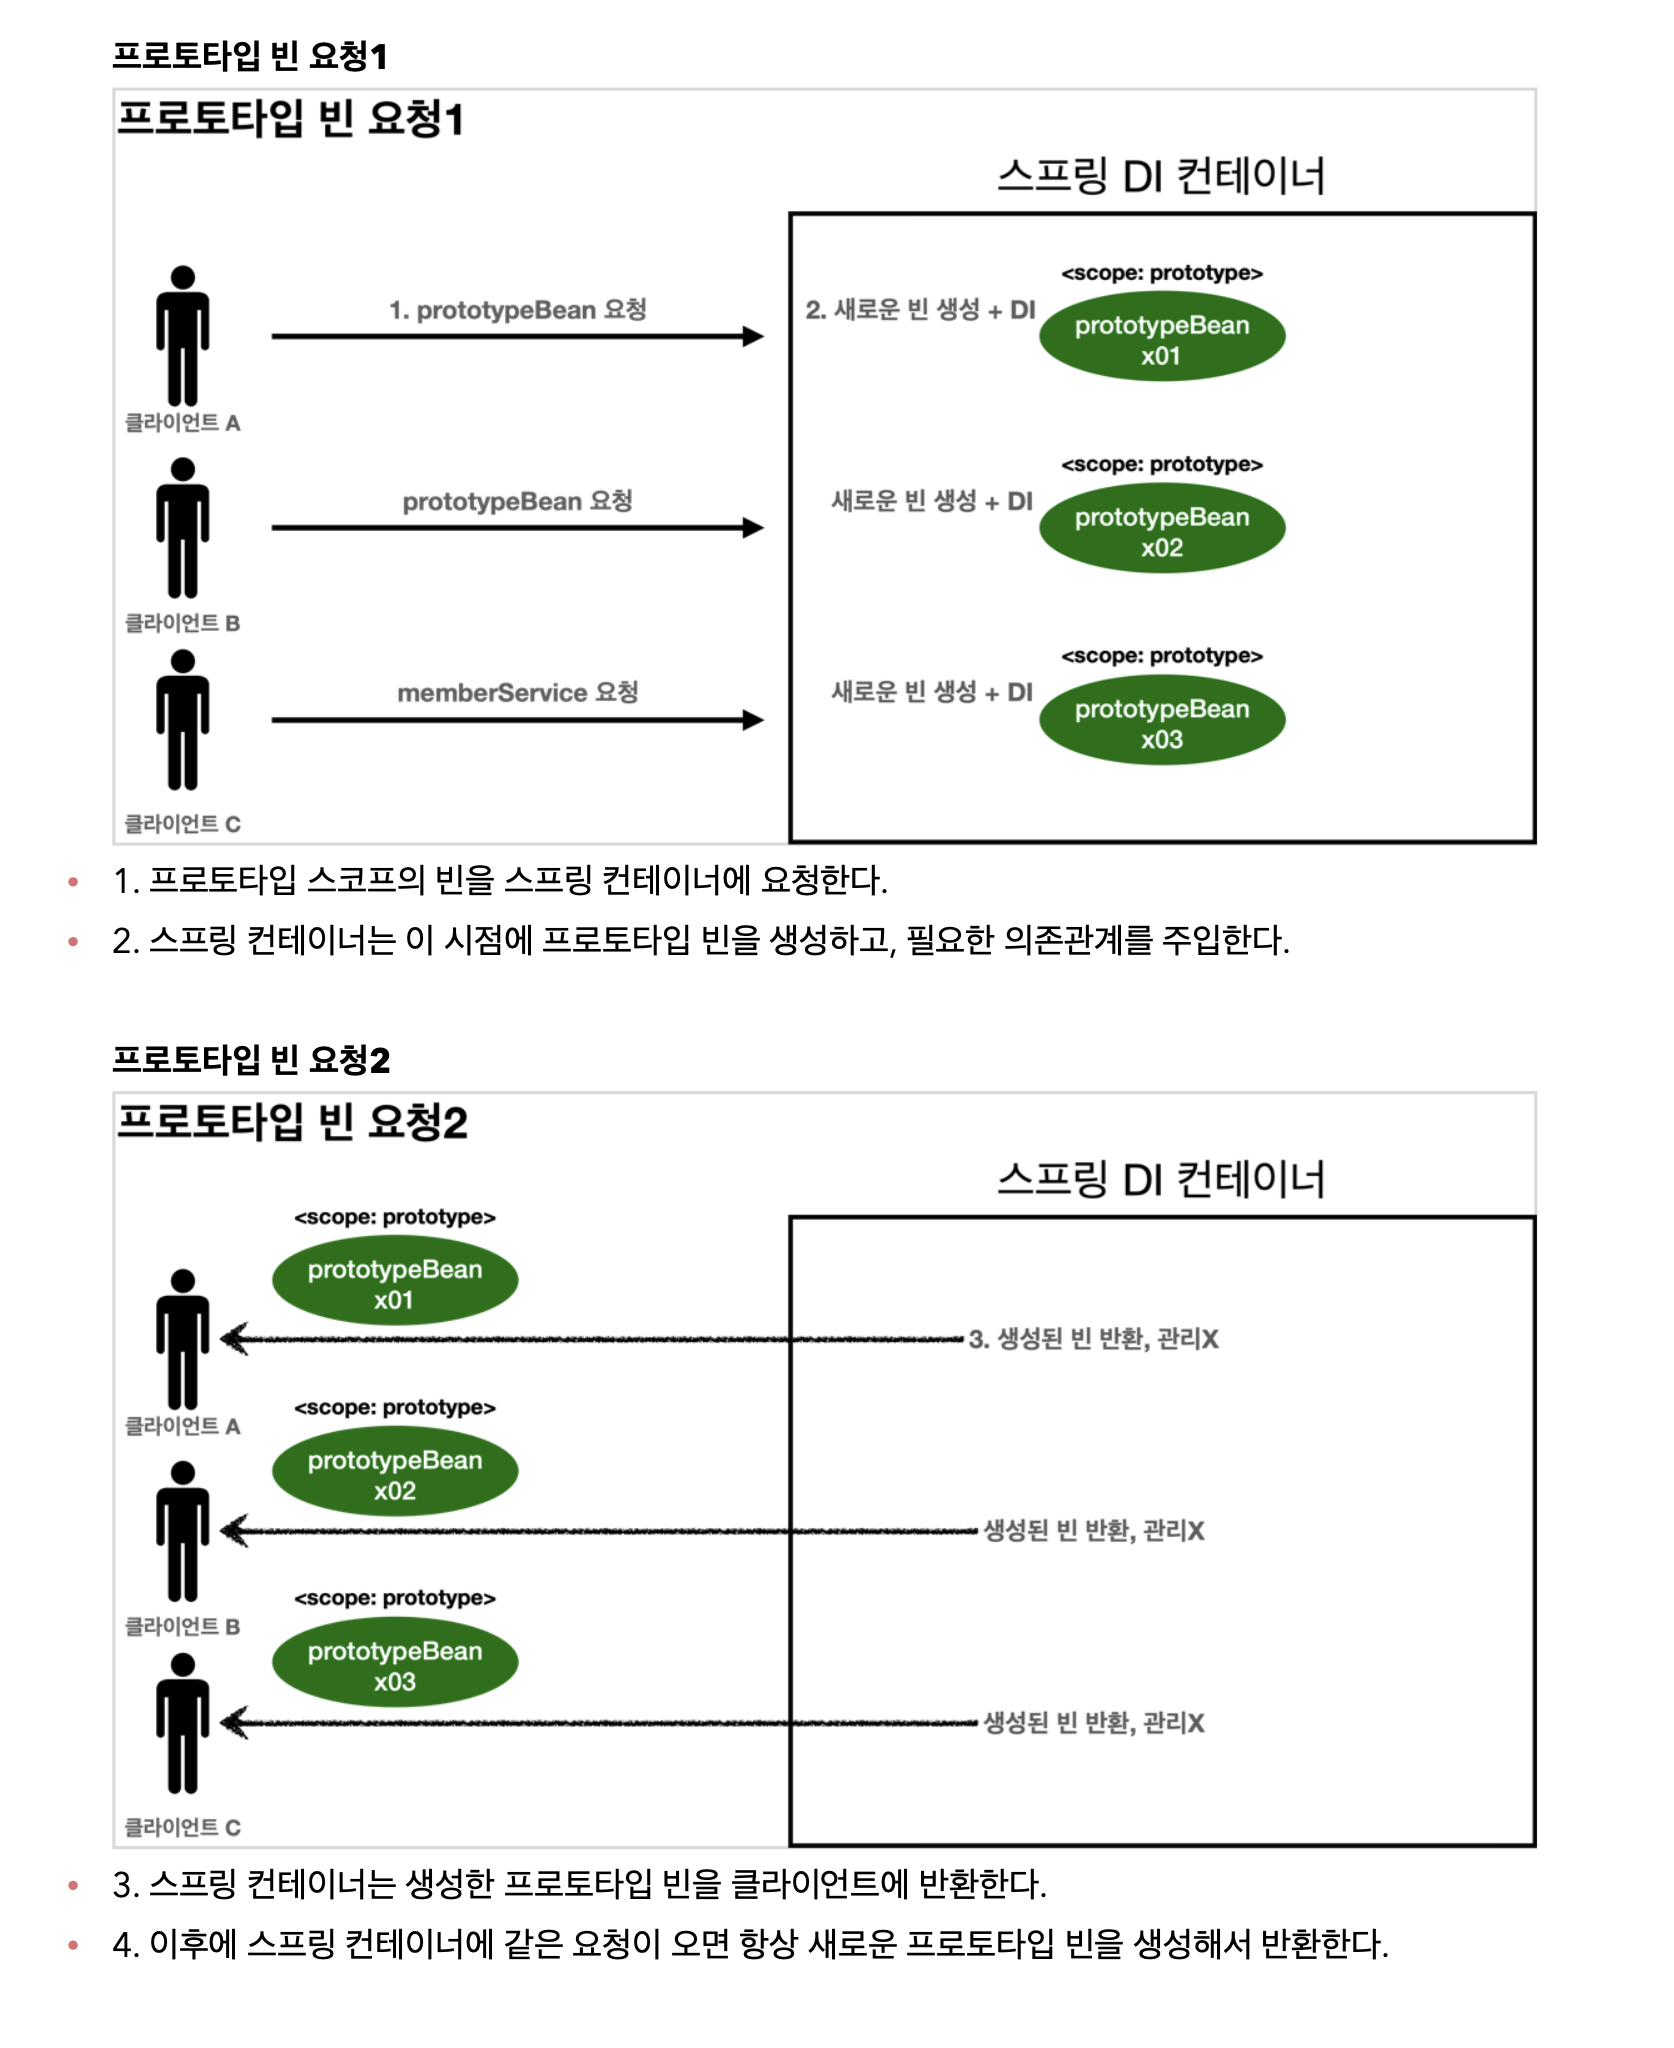 프로토타입 빈 요청1
프로토타입 빈 요청1
스프링 DI 컨테이너
<scope: prototype>
1. prototypeBean 요청
2. 새로운 빈 생성 + DI
prototypeBean
x01
클라이언트 A
<scope: prototype>
prototypeBean 요청
새로운 빈 생성 + DI
prototypeBean
x02
클라이언트 B
<scope: prototype>
memberService 요청
새로운 빈 생성 + DI
prototypeBean
x03
클라이언트 C
• 1. 프로토타입 스코프의 빈을 스프링 컨테이너에 요청한다.
• 2. 스프링 컨테이너는 이 시점에 프로토타입 빈을 생성하고, 필요한 의존관계를 주입한다.
프로토타입 빈 요청2
프로토타입 빈 요청2
스프링 DI 컨테이너
<scope: prototype>
prototypeBean
x01
3. 생성된 빈 반환, 관리X
클라이언트 A
<scope: prototype>
prototypeBean
x02
생성된 빈 반환, 관리X
클라이언트 B
<scope: prototype>
prototypeBean
x03
생성된 빈 반환, 관리X
클라이언트 C
• 3. 스프링 컨테이너는 생성한 프로토타입 빈을 클라이언트에 반환한다.
• 4. 이후에 스프링 컨테이너에 같은 요청이 오면 항상 새로운 프로토타입 빈을 생성해서 반환한다.